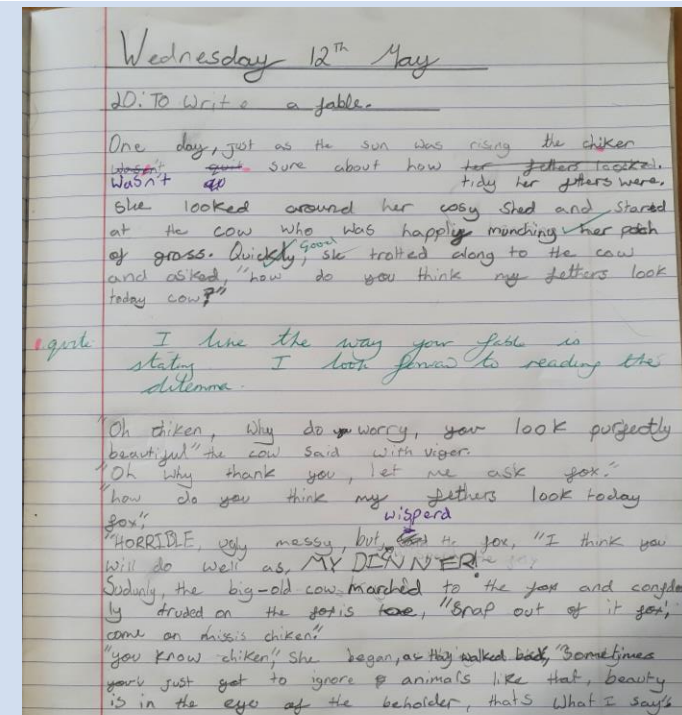 Wednesday 12th May
LO: To write a fable.
One day, just as the sun was rising the chiken
wasn't quit sure about how her fethers looked.
wasn't tidy her fethers were.
She looked around her cosy shed and stared
at the cow who was happly munching her pach
of grass. Quickly, she trotted along to the cow
Good
and asked, "how do you think my fethers look
today cow?"
quite I like the way your fable is
stating. I look forwar to reading the
dilemma.
"Oh chiken, why do you worry, you look purfectly
beautiful" the cow said with viger.
"Oh why thank you, let me ask fox."
"how do you think my fethers look today
fox",
wisperd
"HORRIBLE, ugly messy, but, the fox, "I think you
will do well as, MY DINNER!
Sudunly, the big-old cow marched to the fox and confde
ly truded on the foxis toe, "Snap out of it fox",
come on missis chiken."
"you know chiken," She began, as they walked back, "Sometimes
just got to ignore animals like that, beauty
is in the eye of the beholder, thats what I say's